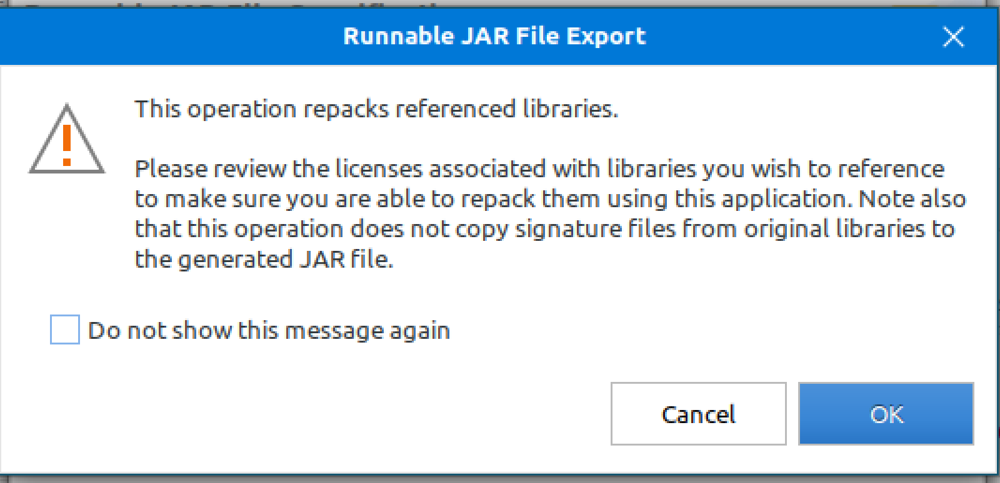 Runnable JAR File Export
This operation repacks referenced libraries.
Please review the licenses associated with libraries you wish to reference
to make sure you are able to repack them using this application. Note also
that this operation does not copy signature files from original libraries to
the generated JAR file.
Do not show this message again
Cancel
OK